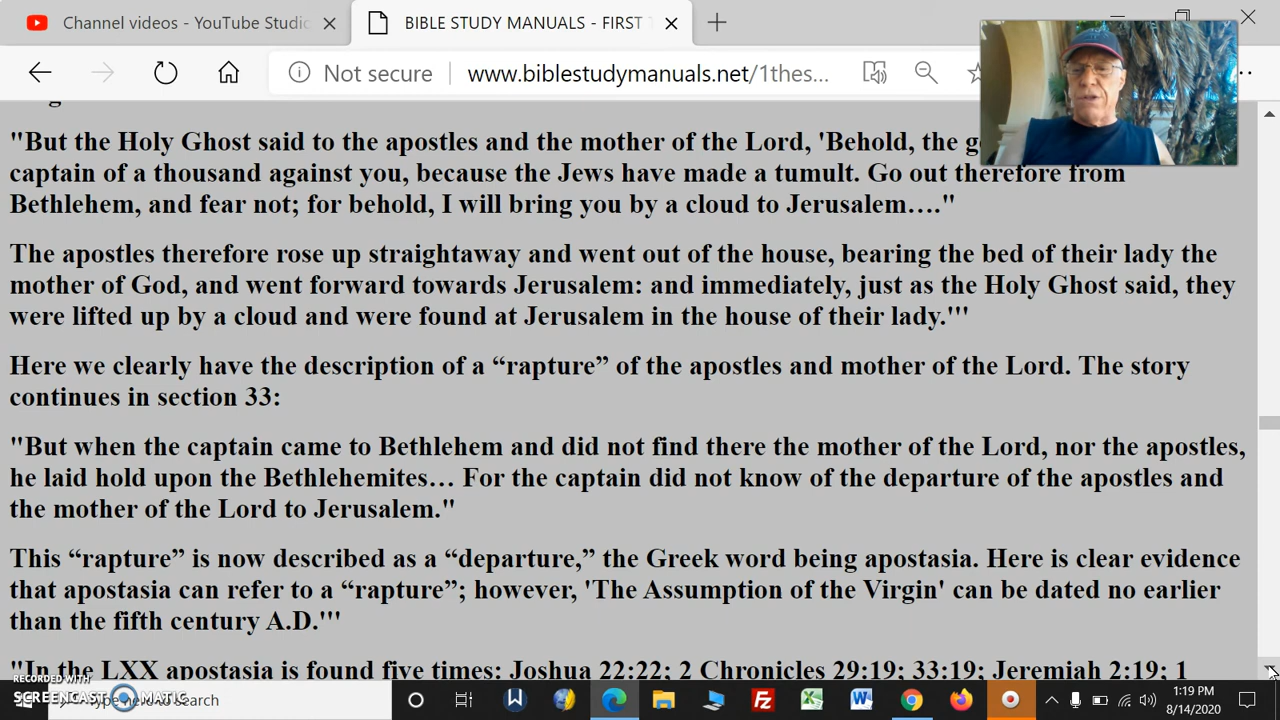 Channel videos - YouTube Studio
BIBLE STUDY MANUALS - FIRST T
Not secure
www.biblestudymanuals.net/1thes...
"But the Holy Ghost said to the apostles and the mother of the Lord, 'Behold, the
captain of a thousand against you, because the Jews have made a tumult. Go out therefore from
Bethlehem, and fear not; for behold, I will bring you by a cloud to Jerusalem…."
The apostles therefore rose up straightaway and went out of the house, bearing the bed of their lady the
mother of God, and went forward towards Jerusalem: and immediately, just as the Holy Ghost said, they
were lifted up by a cloud and were found at Jerusalem in the house of their lady.'"
Here we clearly have the description of a “rapture” of the apostles and mother of the Lord. The story
continues in section 33:
"But when the captain came to Bethlehem and did not find there the mother of the Lord, nor the apostles,
he laid hold upon the Bethlehemites… For the captain did not know of the departure of the apostles and
the mother of the Lord to Jerusalem."
This “rapture” is now described as a “departure,” the Greek word being apostasia. Here is clear evidence
that apostasia can refer to a “rapture”; however, 'The Assumption of the Virgin' can be dated no earlier
than the fifth century A.D.'"
"In the LXX apostasia is found five times: Joshua 22:22; 2 Chronicles 29:19; 33:19; Jeremiah 2:19; 1
RECORDED WITH
SCREENCAST-O-MATIC
Type here to search
1:19 PM
8/14/2020